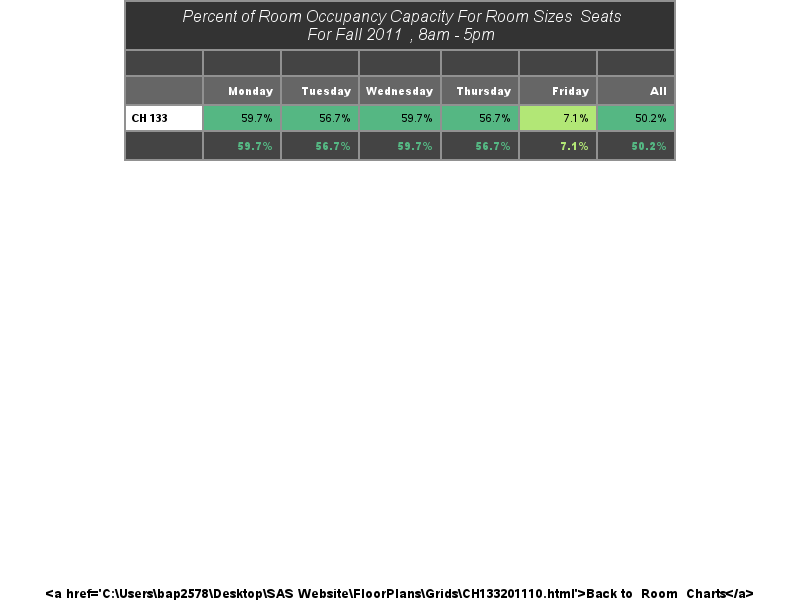 Percent of Room Occupancy Capacity For Room Sizes  Seats
For Fall 2011  , 8am - 5pm
Monday Tuesday Wednesday Thursday Friday All
CH 133 59.7% 56.7% 59.7% 56.7% 7.1% 50.2%
59.7% 56.7% 59.7% 56.7% 7.1% 50.2%
<a href='C:\Users\bap2578\Desktop\SAS Website\FloorPlans\Grids\CH133201110.html'>Back to  Room  Charts</a>